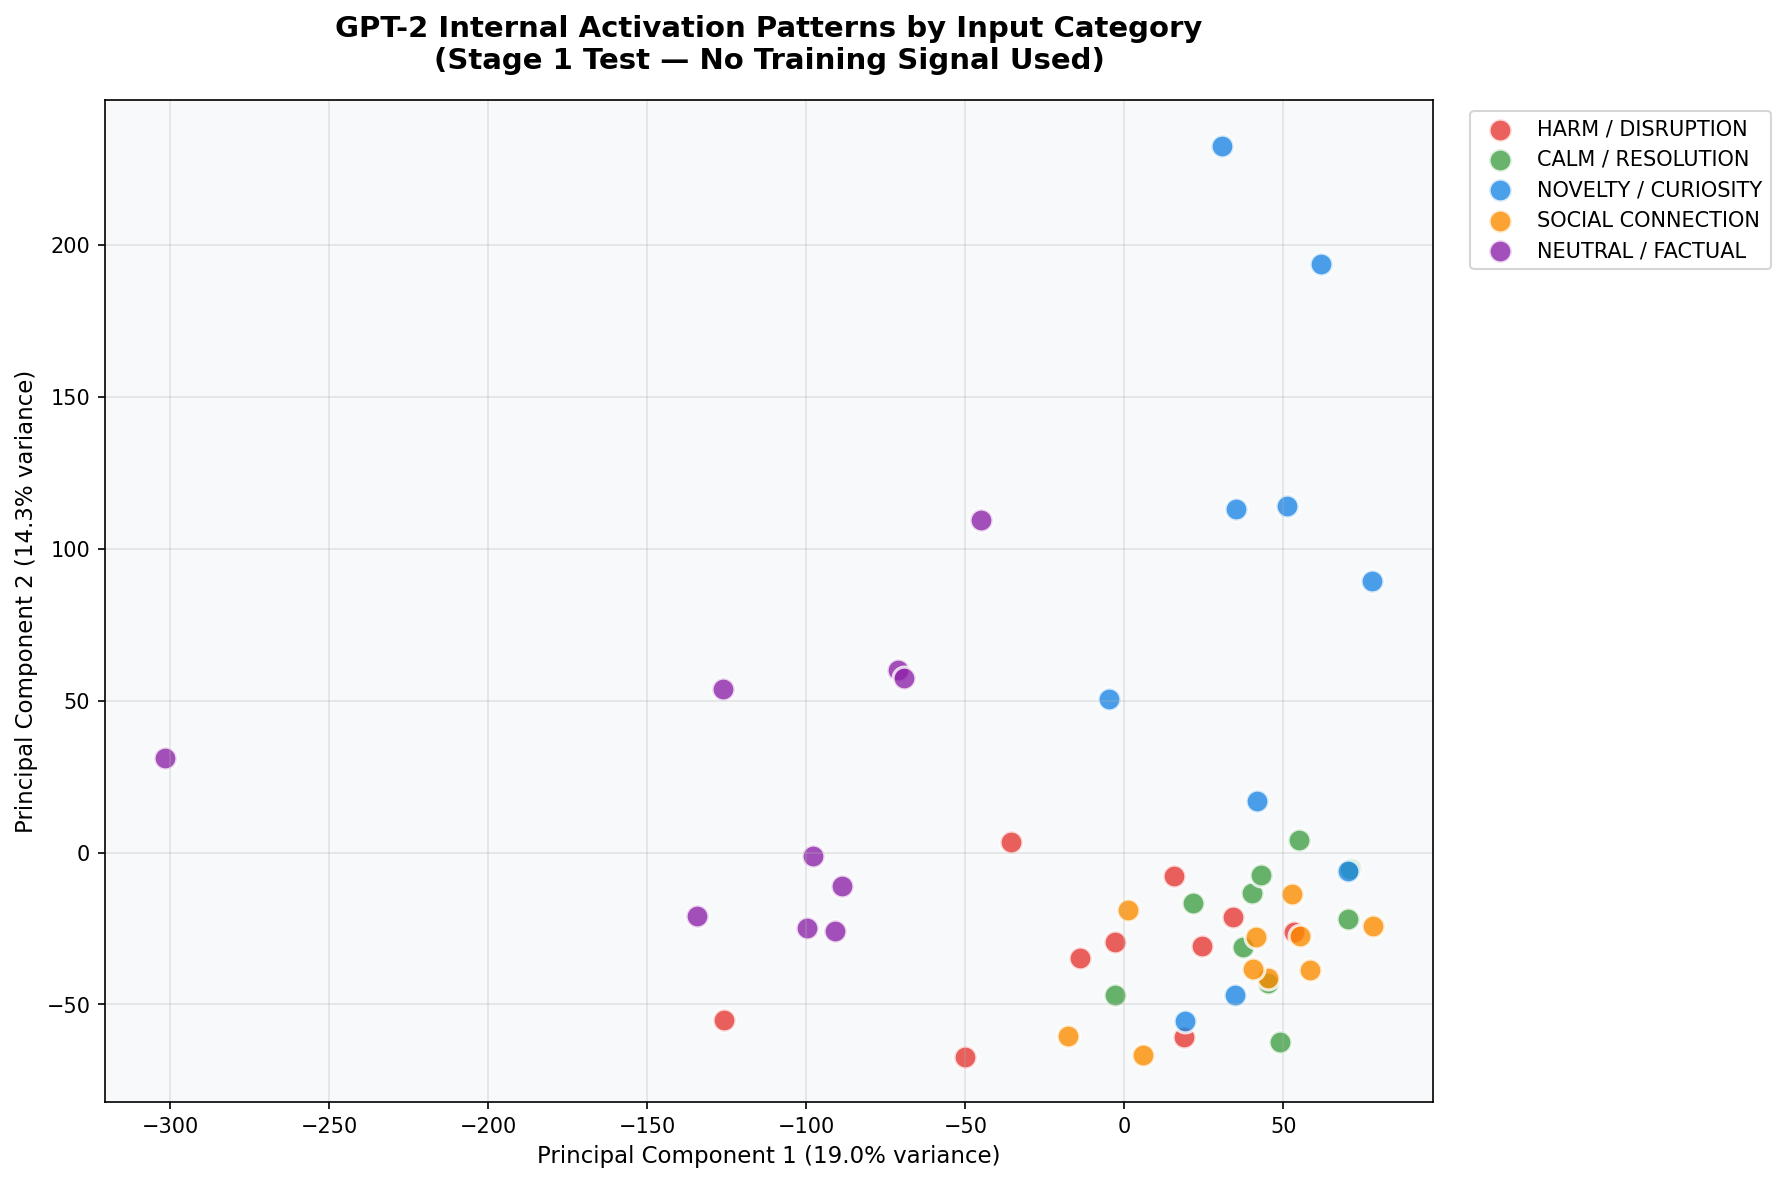 GPT-2 Internal Activation Patterns by Input Category
(Stage 1 Test — No Training Signal Used)
HARM / DISRUPTION
CALM / RESOLUTION
NOVELTY / CURIOSITY
SOCIAL CONNECTION
NEUTRAL / FACTUAL
Principal Component 2 (14.3% variance)
200
150
100
50
0
−50
−300
−250
−200
−150
−100
−50
0
50
Principal Component 1 (19.0% variance)